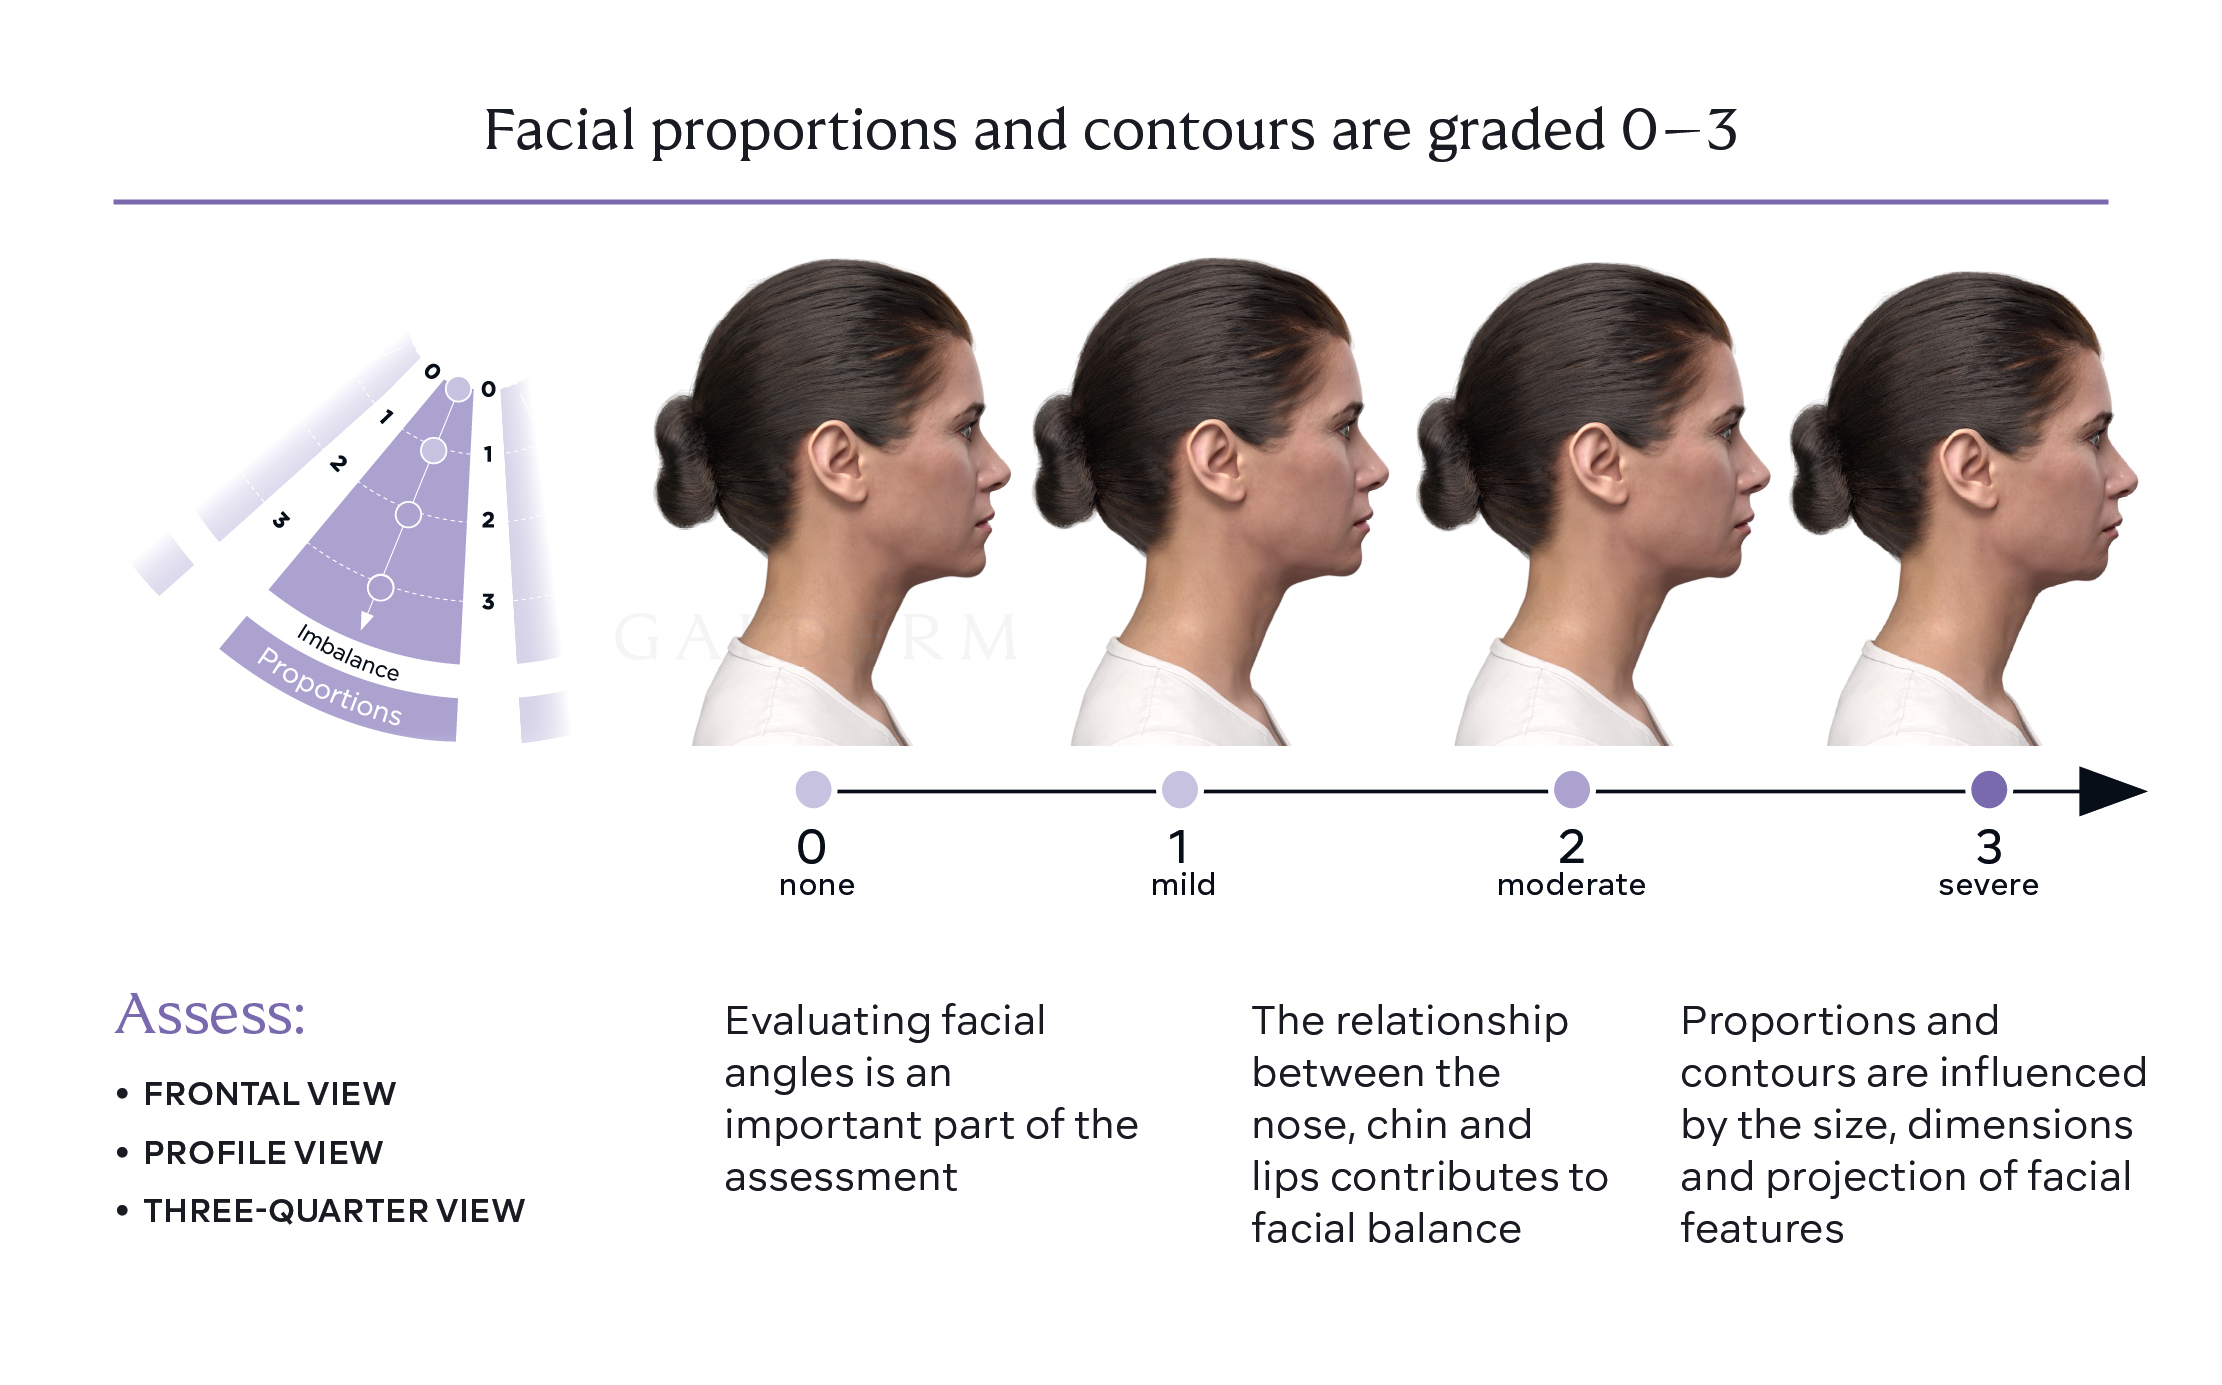 Facial proportions and contours are graded 0–3
0
1
2
3
0
1
2
3
Imbalance
Proportions
GALDERM
0
none
1
mild
2
moderate
3
severe
Assess:
• FRONTAL VIEW
• PROFILE VIEW
• THREE-QUARTER VIEW
Evaluating facial
angles is an
important part of the
assessment
The relationship
between the
nose, chin and
lips contributes to
facial balance
Proportions and
contours are influenced
by the size, dimensions
and projection of facial
features